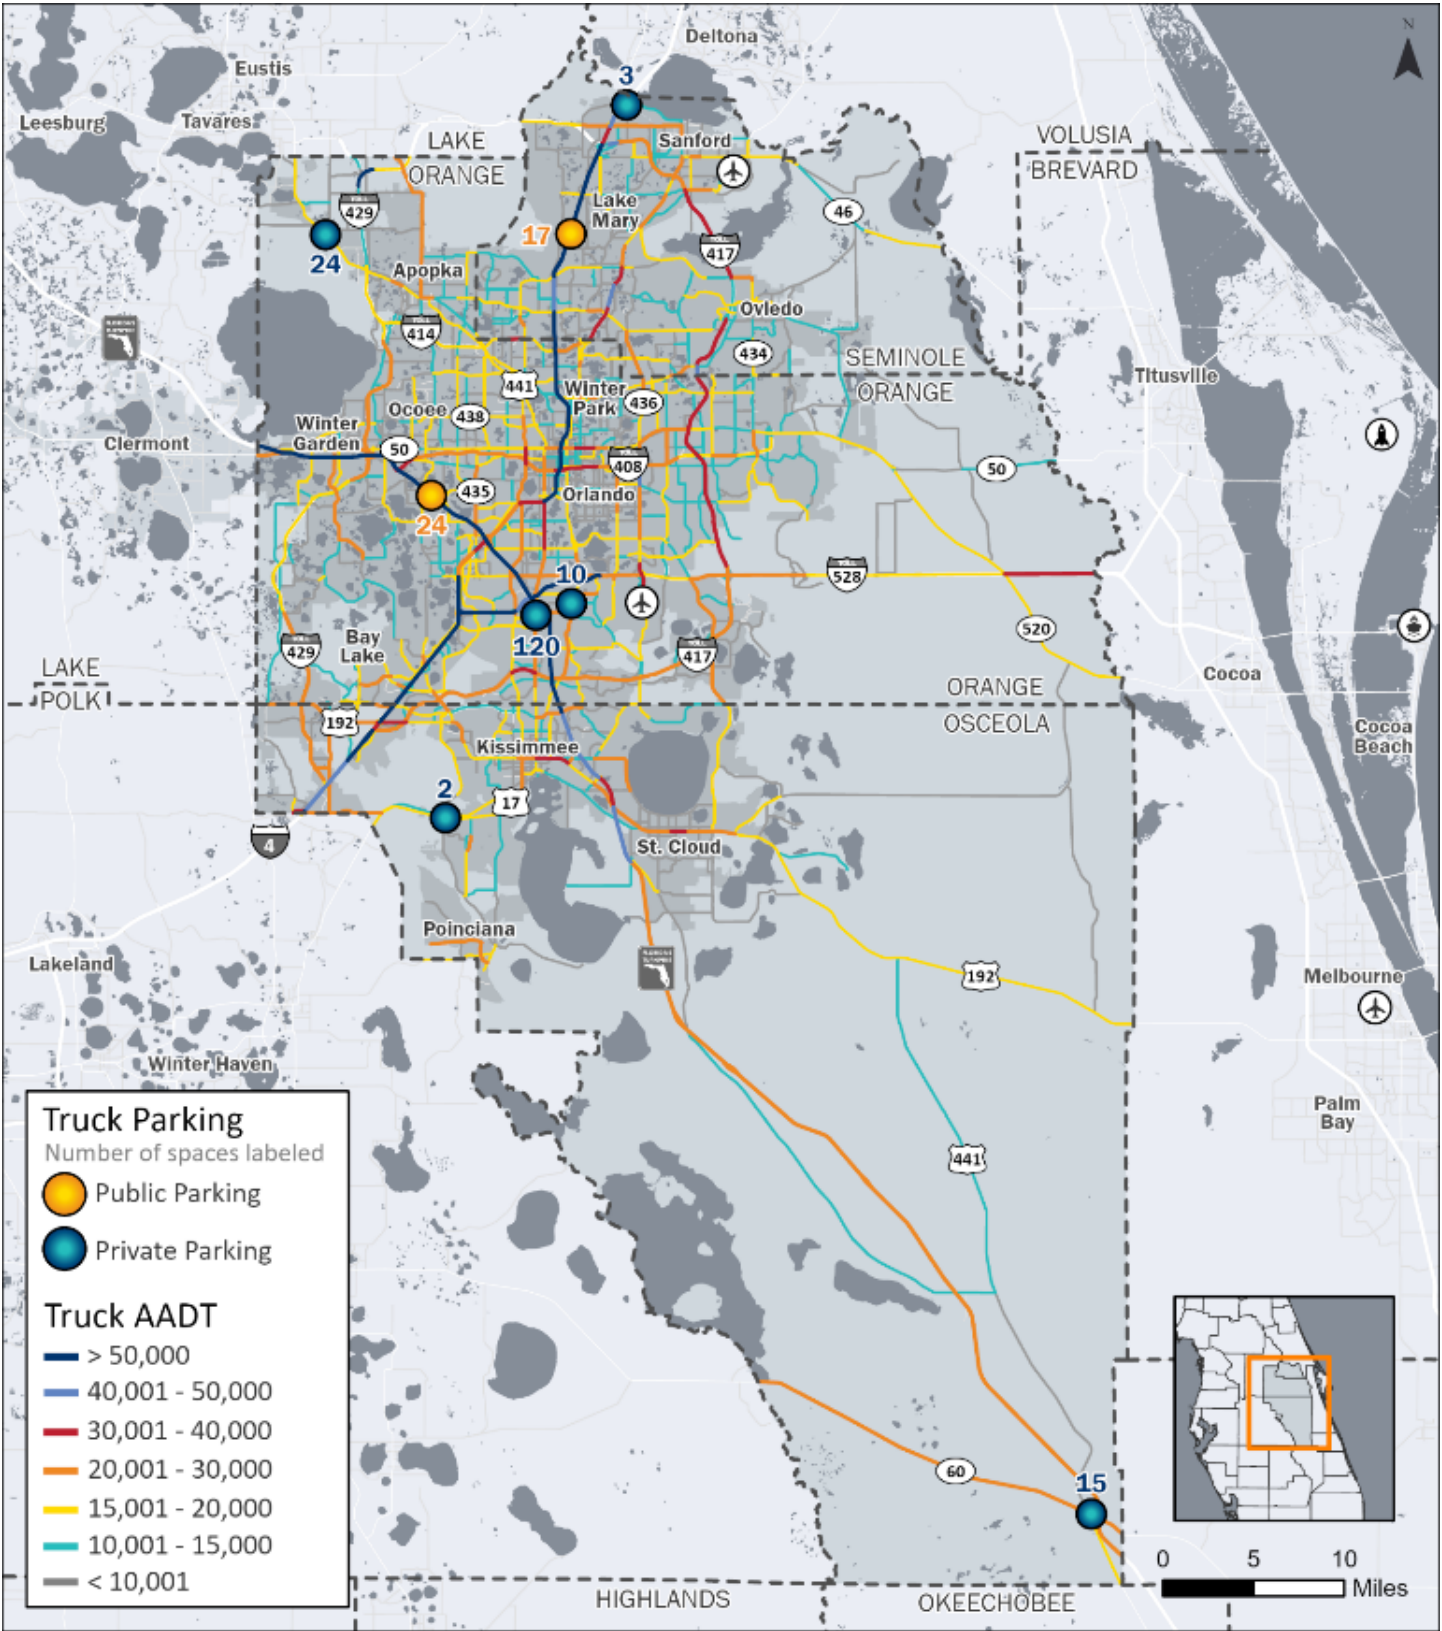 N
Deltona
3
Eustis
Leesburg
Tavares
LAKE
ORANGE
Sanford
VOLUSIA
BREVARD
429
Lake
Mary
46
17
24
417
Apopka
414
Oviedo
434
SEMINOLE
ORANGE
441
Winter
Park
436
Titusville
Ocoee
438
Winter
Garden
Clermont
50
408
50
435
Orlando
24
10
528
120
520
Bay
Lake
429
417
LAKE
POLK
Cocoa
ORANGE
OSCEOLA
192
Kissimmee
Cocoa
Beach
2
17
4
St. Cloud
Poinciana
Lakeland
192
Melbourne
Winter Haven
Palm
Bay
441
Truck Parking
Number of spaces labeled
Public Parking
Private Parking
Truck AADT
> 50,000
40,001 - 50,000
30,001 - 40,000
20,001 - 30,000
15,001 - 20,000
10,001 - 15,000
< 10,001
60
15
0 5 10
Miles
HIGHLANDS
OKEECHOBEE